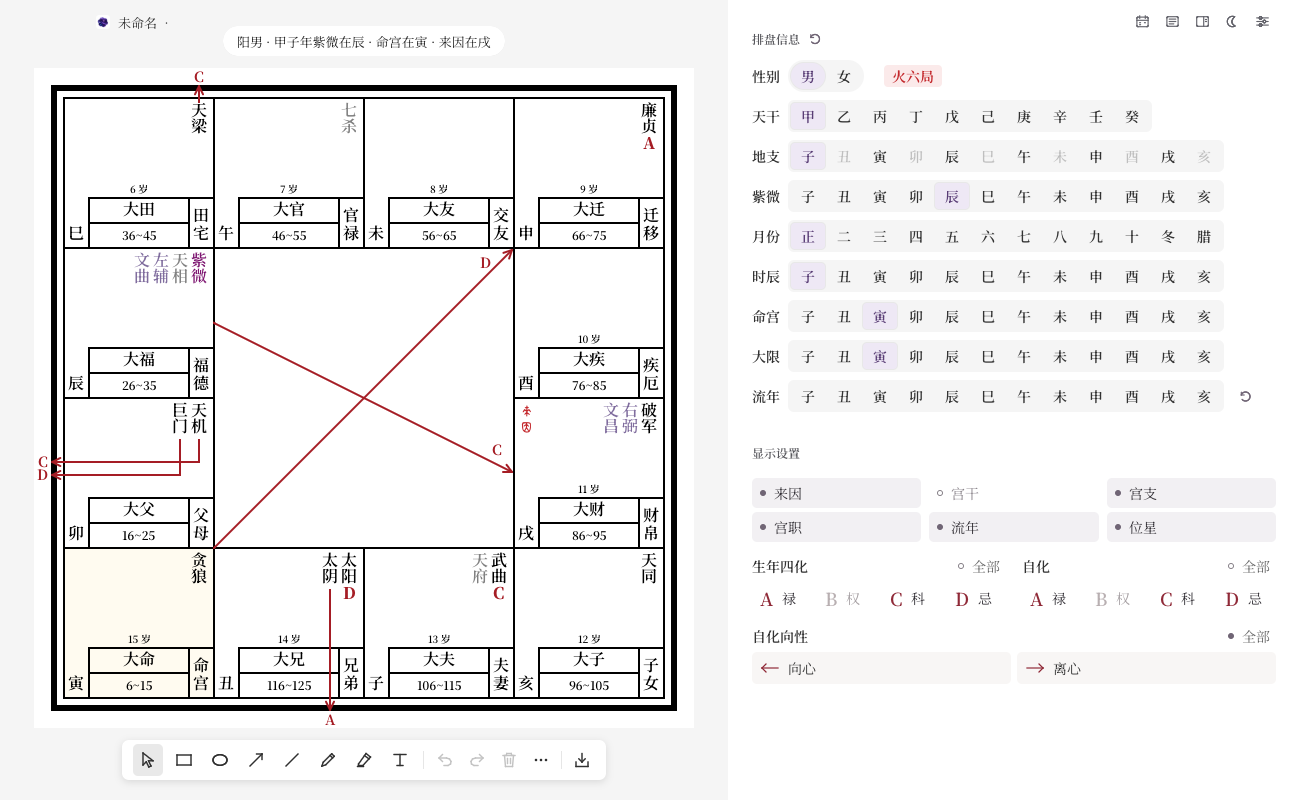 未命名 ·
阳男 · 甲子年紫微在辰 · 命宫在寅 · 来因在戌
C
天梁
6 岁
大田
36~45
田宅
巳
七杀
7 岁
大官
46~55
官禄
午
8 岁
大友
56~65
交友
未
廉贞
A
9 岁
大迁
66~75
迁移
申
文曲 左辅 天相 紫微
大福
26~35
福德
辰
D
C
10 岁
大疾
76~85
疾厄
酉
巨门 天机
C
D
大父
16~25
父母
卯
文昌 右弼 破军
11 岁
大财
86~95
财帛
戌
贪狼
15 岁
大命
6~15
命宫
寅
太阴 太阳
D
14 岁
大兄
116~125
兄弟
丑
A
天府 武曲
C
13 岁
大夫
106~115
夫妻
子
天同
12 岁
大子
96~105
子女
亥
排盘信息
性别 男 女 火六局
天干 甲 乙 丙 丁 戊 己 庚 辛 壬 癸
地支 子 丑 寅 卯 辰 巳 午 未 申 酉 戌 亥
紫微 子 丑 寅 卯 辰 巳 午 未 申 酉 戌 亥
月份 正 二 三 四 五 六 七 八 九 十 冬 腊
时辰 子 丑 寅 卯 辰 巳 午 未 申 酉 戌 亥
命宫 子 丑 寅 卯 辰 巳 午 未 申 酉 戌 亥
大限 子 丑 寅 卯 辰 巳 午 未 申 酉 戌 亥
流年 子 丑 寅 卯 辰 巳 午 未 申 酉 戌 亥
显示设置
来因 宫干 宫支
宫职 流年 位星
生年四化 全部 自化 全部
A 禄 B 权 C 科 D 忌 A 禄 B 权 C 科 D 忌
自化向性 全部
向心 离心